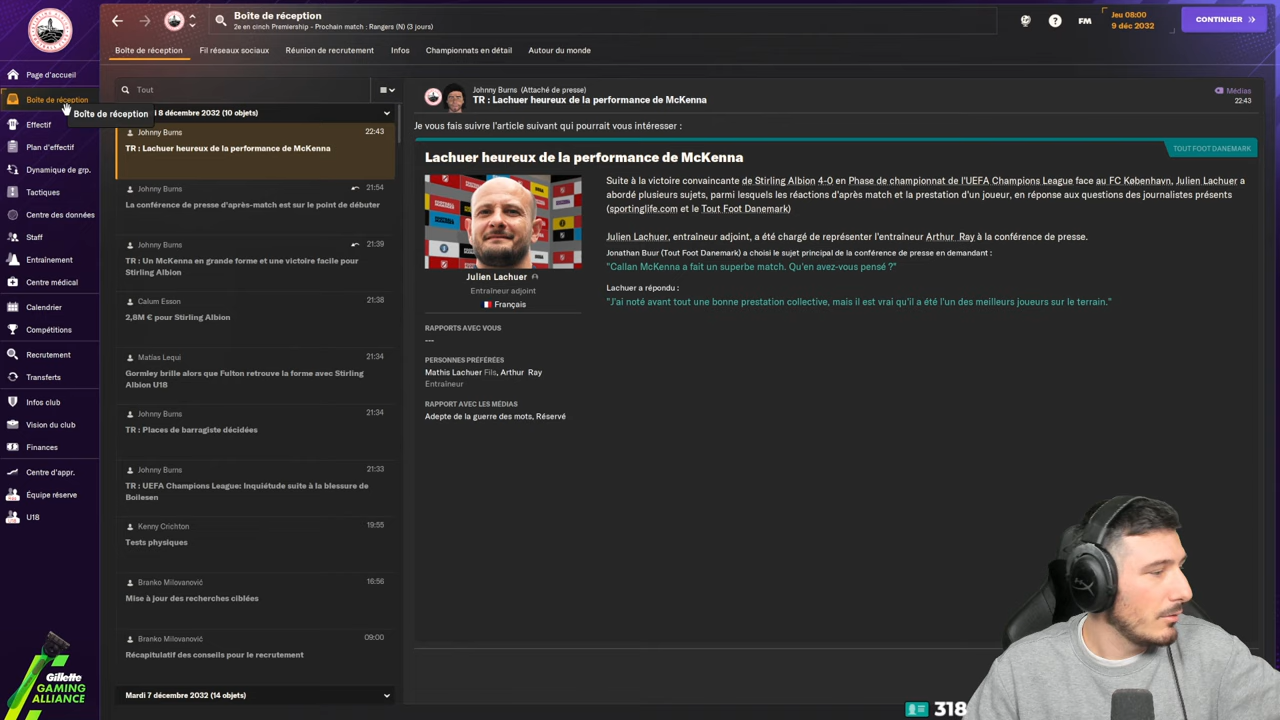 Boîte de réception
2e en cinch Premiership - Prochain match : Rangers (N) (3 jours)
FM
Jeu 08:00
9 déc 2032
CONTINUER
Boîte de réception
Fil réseaux sociaux
Réunion de recrutement
Infos
Championnats en détail
Autour du monde
Page d'accueil
Boîte de réception
Effectif
Plan d'effectif
Dynamique de grp.
Tactiques
Centre des données
Staff
Entraînement
Centre médical
Calendrier
Compétitions
Recrutement
Transferts
Infos club
Vision du club
Finances
Centre d'appr.
Équipe réserve
U18
Gillette
GAMING
ALLIANCE
Boîte de réception
Tout
i 8 décembre 2032 (10 objets)
Johnny Burns 22:43
TR : Lachuer heureux de la performance de McKenna
Johnny Burns 21:54
La conférence de presse d'après-match est sur le point de débuter
Johnny Burns 21:39
TR : Un McKenna en grande forme et une victoire facile pour
Stirling Albion
Calum Esson 21:38
2,8M € pour Stirling Albion
Matías Lequi 21:34
Gormley brille alors que Fulton retrouve la forme avec Stirling
Albion U18
Johnny Burns 21:34
TR : Places de barragiste décidées
Johnny Burns 21:33
TR : UEFA Champions League: Inquiétude suite à la blessure de
Boilesen
Kenny Crichton 19:55
Tests physiques
Branko Milovanović 16:56
Mise à jour des recherches ciblées
Branko Milovanović 09:00
Récapitulatif des conseils pour le recrutement
Mardi 7 décembre 2032 (14 objets)
Johnny Burns (Attaché de presse)
TR : Lachuer heureux de la performance de McKenna
Médias
22:43
Je vous fais suivre l'article suivant qui pourrait vous intéresser :
TOUT FOOT DANEMARK
Lachuer heureux de la performance de McKenna
Julien Lachuer
Entraîneur adjoint
Français
RAPPORTS AVEC VOUS
---
PERSONNES PRÉFÉRÉES
Mathis Lachuer Fils, Arthur Ray
Entraîneur
RAPPORT AVEC LES MÉDIAS
Adepte de la guerre des mots, Réservé
Suite à la victoire convaincante de Stirling Albion 4-0 en Phase de championnat de l'UEFA Champions League face au FC København, Julien Lachuer a
abordé plusieurs sujets, parmi lesquels les réactions d'après match et la prestation d'un joueur, en réponse aux questions des journalistes présents
(sportinglife.com et le Tout Foot Danemark)
Julien Lachuer, entraîneur adjoint, a été chargé de représenter l'entraîneur Arthur Ray à la conférence de presse.
Jonathan Buur (Tout Foot Danemark) a choisi le sujet principal de la conférence de presse en demandant :
"Callan McKenna a fait un superbe match. Qu'en avez-vous pensé ?"
Lachuer a répondu :
"J'ai noté avant tout une bonne prestation collective, mais il est vrai qu'il a été l'un des meilleurs joueurs sur le terrain."
318